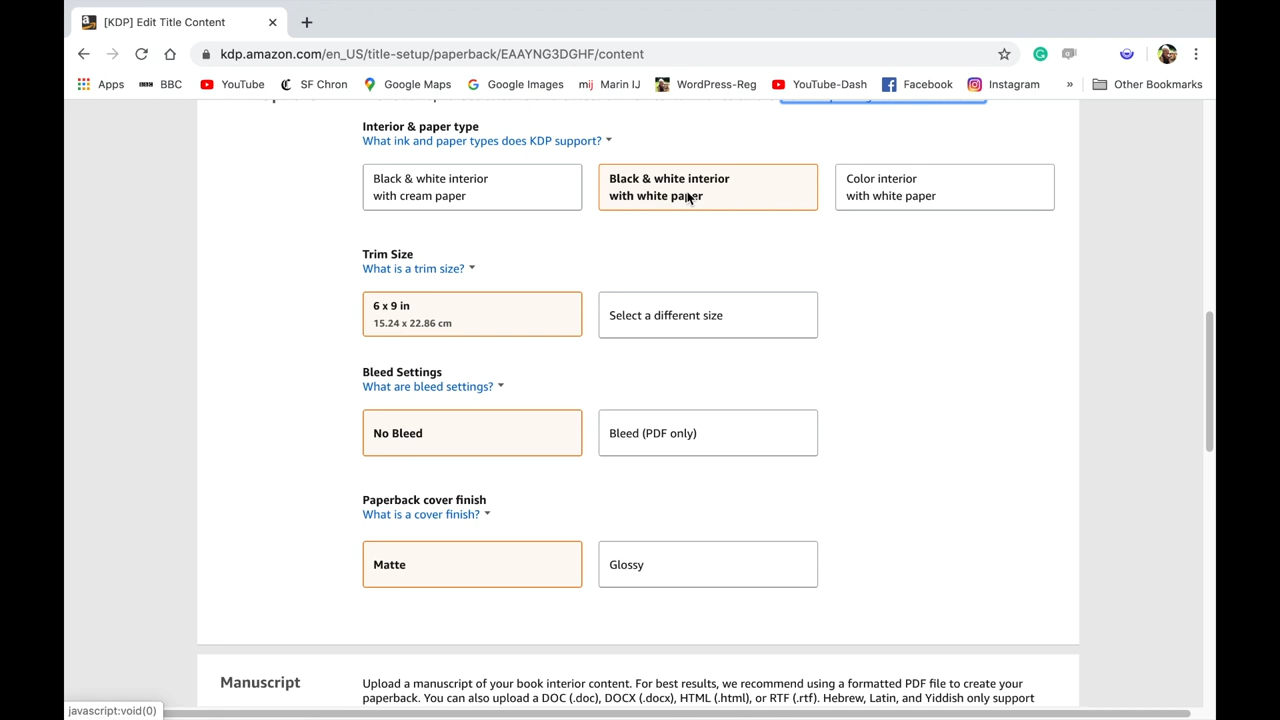 [KDP] Edit Title Content
kdp.amazon.com/en_US/title-setup/paperback/EAAYNG3DGHF/content
Apps BBC YouTube SF Chron Google Maps Google Images mij Marin IJ WordPress-Reg YouTube-Dash Facebook Instagram » Other Bookmarks
Interior & paper type
What ink and paper types does KDP support?
Black & white interior
with cream paper
Black & white interior
with white paper
Color interior
with white paper
Trim Size
What is a trim size?
6 x 9 in
15.24 x 22.86 cm
Select a different size
Bleed Settings
What are bleed settings?
No Bleed
Bleed (PDF only)
Paperback cover finish
What is a cover finish?
Matte
Glossy
Manuscript
Upload a manuscript of your book interior content. For best results, we recommend using a formatted PDF file to create your
paperback. You can also upload a DOC (.doc), DOCX (.docx), HTML (.html), or RTF (.rtf). Hebrew, Latin, and Yiddish only support
javascript:void(0)